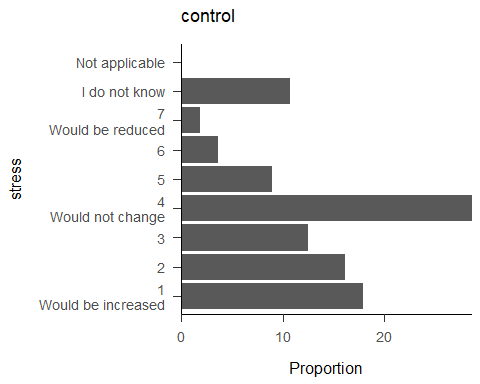 control
Not applicable
I do not know
7
Would be reduced
6
5
4
Would not change
3
2
1
Would be increased
stress
0
10
20
Proportion